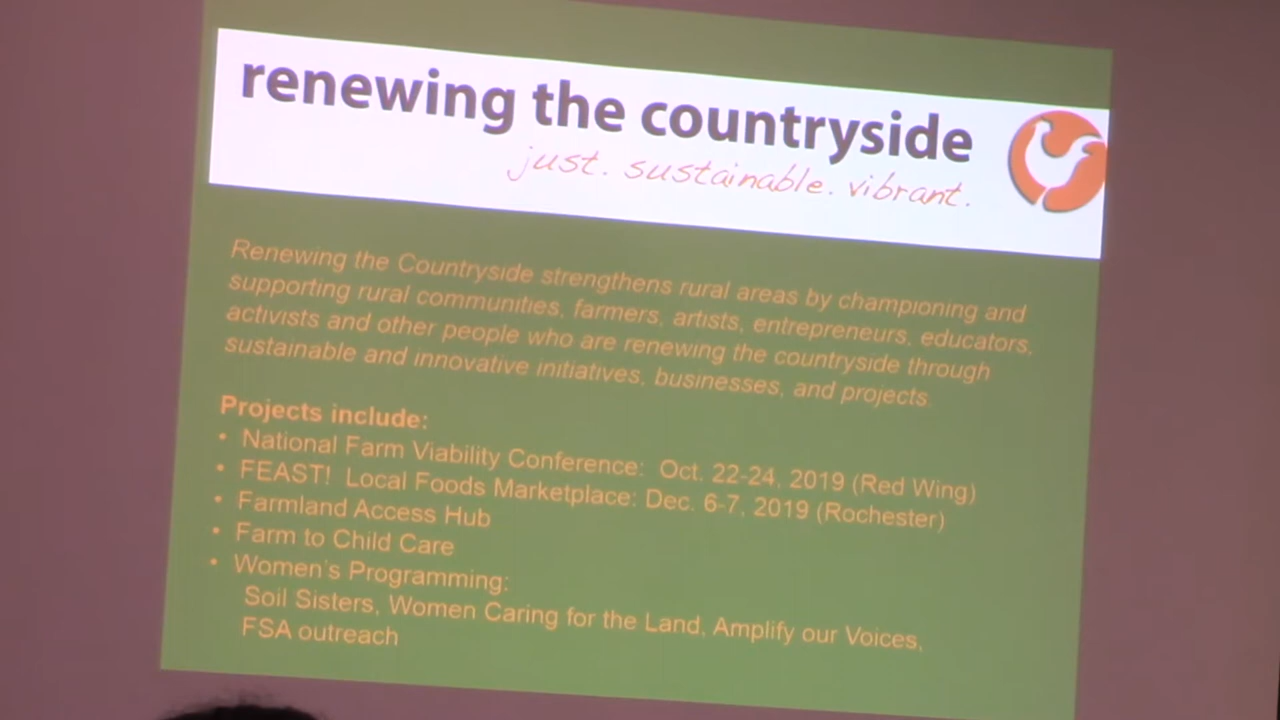 renewing the countryside
just. sustainable. vibrant.
Renewing the Countryside strengthens rural areas by championing and
supporting rural communities, farmers, artists, entrepreneurs, educators,
activists and other people who are renewing the countryside through
sustainable and innovative initiatives, businesses, and projects.
Projects include:
• National Farm Viability Conference: Oct. 22-24, 2019 (Red Wing)
• FEAST! Local Foods Marketplace: Dec. 6-7, 2019 (Rochester)
• Farmland Access Hub
• Farm to Child Care
• Women's Programming:
Soil Sisters, Women Caring for the Land, Amplify our Voices,
FSA outreach